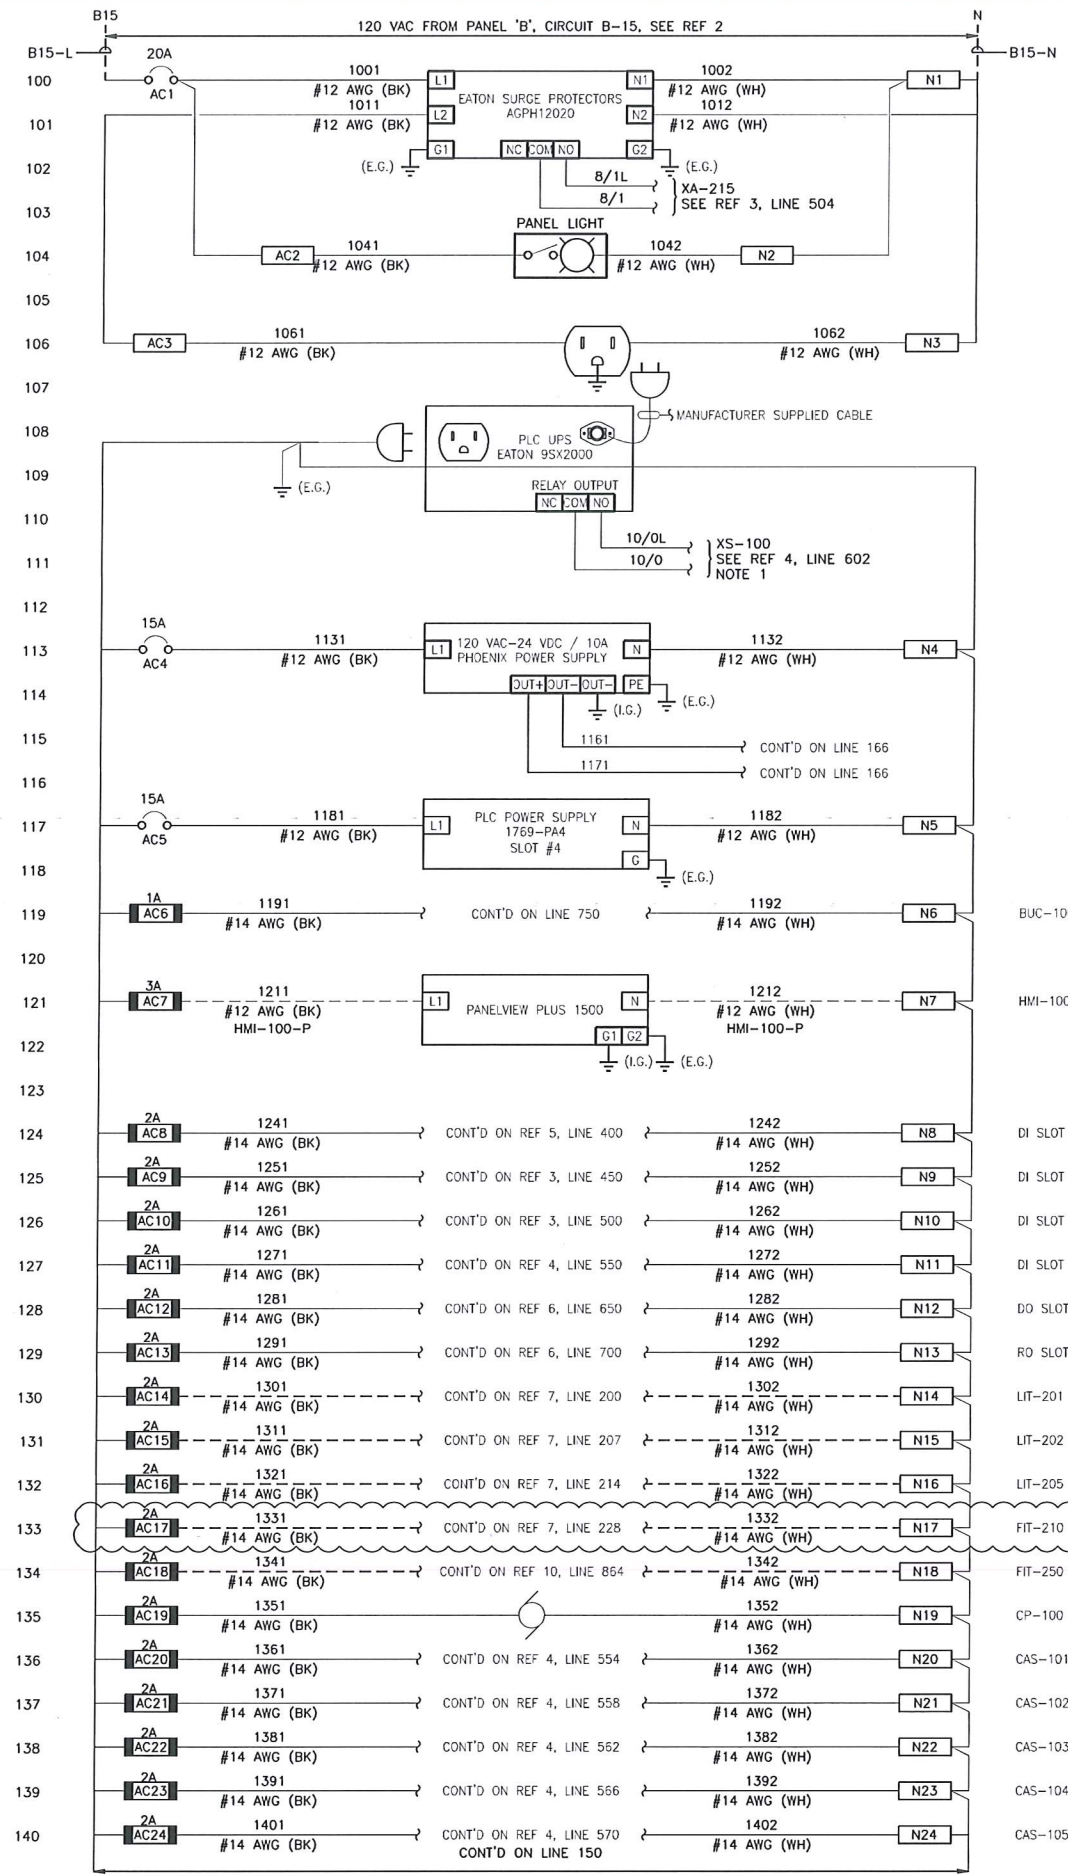 B15 N
120 VAC FROM PANEL 'B', CIRCUIT B-15, SEE REF 2
B15-L B15-N
20A
100 AC1 1001 L1 N1 1002 N1
#12 AWG (BK) #12 AWG (WH)
EATON SURGE PROTECTORS
AGPH12020
101 1011 L2 N2 1012
#12 AWG (BK) #12 AWG (WH)
(E.G.) G1 NC COM NO G2 (E.G.)
102
8/1L
8/1
XA-215
SEE REF 3, LINE 504
103
PANEL LIGHT
104 AC2 1041 1042 N2
#12 AWG (BK) #12 AWG (WH)
105
106 AC3 1061 1062 N3
#12 AWG (BK) #12 AWG (WH)
107
MANUFACTURER SUPPLIED CABLE
108
PLC UPS
EATON 9SX2000
109 (E.G.)
RELAY OUTPUT
NC COM NO
110
10/0L
10/0
XS-100
SEE REF 4, LINE 602
NOTE 1
111
112
15A
113 AC4 1131 L1 N 1132 N4
#12 AWG (BK) #12 AWG (WH)
120 VAC-24 VDC / 10A
PHOENIX POWER SUPPLY
114 OUT+ OUT- OUT- PE
(I.G.) (E.G.)
115 1161 CONT'D ON LINE 166
116 1171 CONT'D ON LINE 166
15A
117 AC5 1181 L1 N 1182 N5
#12 AWG (BK) #12 AWG (WH)
PLC POWER SUPPLY
1769-PA4
SLOT #4
118 G (E.G.)
1A
119 AC6 1191 CONT'D ON LINE 750 1192 N6 BUC-10
#14 AWG (BK) #14 AWG (WH)
120
3A
121 AC7 1211 L1 PANELVIEW PLUS 1500 N 1212 N7 HMI-100
#12 AWG (BK) #12 AWG (WH)
HMI-100-P HMI-100-P
122 G1 G2
(I.G.) (E.G.)
123
2A
124 AC8 1241 CONT'D ON REF 5, LINE 400 1242 N8 DI SLOT
#14 AWG (BK) #14 AWG (WH)
2A
125 AC9 1251 CONT'D ON REF 3, LINE 450 1252 N9 DI SLOT
#14 AWG (BK) #14 AWG (WH)
2A
126 AC10 1261 CONT'D ON REF 3, LINE 500 1262 N10 DI SLOT
#14 AWG (BK) #14 AWG (WH)
2A
127 AC11 1271 CONT'D ON REF 4, LINE 550 1272 N11 DI SLOT
#14 AWG (BK) #14 AWG (WH)
2A
128 AC12 1281 CONT'D ON REF 6, LINE 650 1282 N12 DO SLOT
#14 AWG (BK) #14 AWG (WH)
2A
129 AC13 1291 CONT'D ON REF 6, LINE 700 1292 N13 RO SLOT
#14 AWG (BK) #14 AWG (WH)
2A
130 AC14 1301 CONT'D ON REF 7, LINE 200 1302 N14 LIT-201
#14 AWG (BK) #14 AWG (WH)
2A
131 AC15 1311 CONT'D ON REF 7, LINE 207 1312 N15 LIT-202
#14 AWG (BK) #14 AWG (WH)
2A
132 AC16 1321 CONT'D ON REF 7, LINE 214 1322 N16 LIT-205
#14 AWG (BK) #14 AWG (WH)
2A
133 AC17 1331 CONT'D ON REF 7, LINE 228 1332 N17 FIT-210
#14 AWG (BK) #14 AWG (WH)
2A
134 AC18 1341 CONT'D ON REF 10, LINE 864 1342 N18 FIT-250
#14 AWG (BK) #14 AWG (WH)
2A
135 AC19 1351 1352 N19 CP-100
#14 AWG (BK) #14 AWG (WH)
2A
136 AC20 1361 CONT'D ON REF 4, LINE 554 1362 N20 CAS-101
#14 AWG (BK) #14 AWG (WH)
2A
137 AC21 1371 CONT'D ON REF 4, LINE 558 1372 N21 CAS-102
#14 AWG (BK) #14 AWG (WH)
2A
138 AC22 1381 CONT'D ON REF 4, LINE 562 1382 N22 CAS-103
#14 AWG (BK) #14 AWG (WH)
2A
139 AC23 1391 CONT'D ON REF 4, LINE 566 1392 N23 CAS-104
#14 AWG (BK) #14 AWG (WH)
2A
140 AC24 1401 CONT'D ON REF 4, LINE 570 1402 N24 CAS-105
#14 AWG (BK) #14 AWG (WH)
CONT'D ON LINE 150